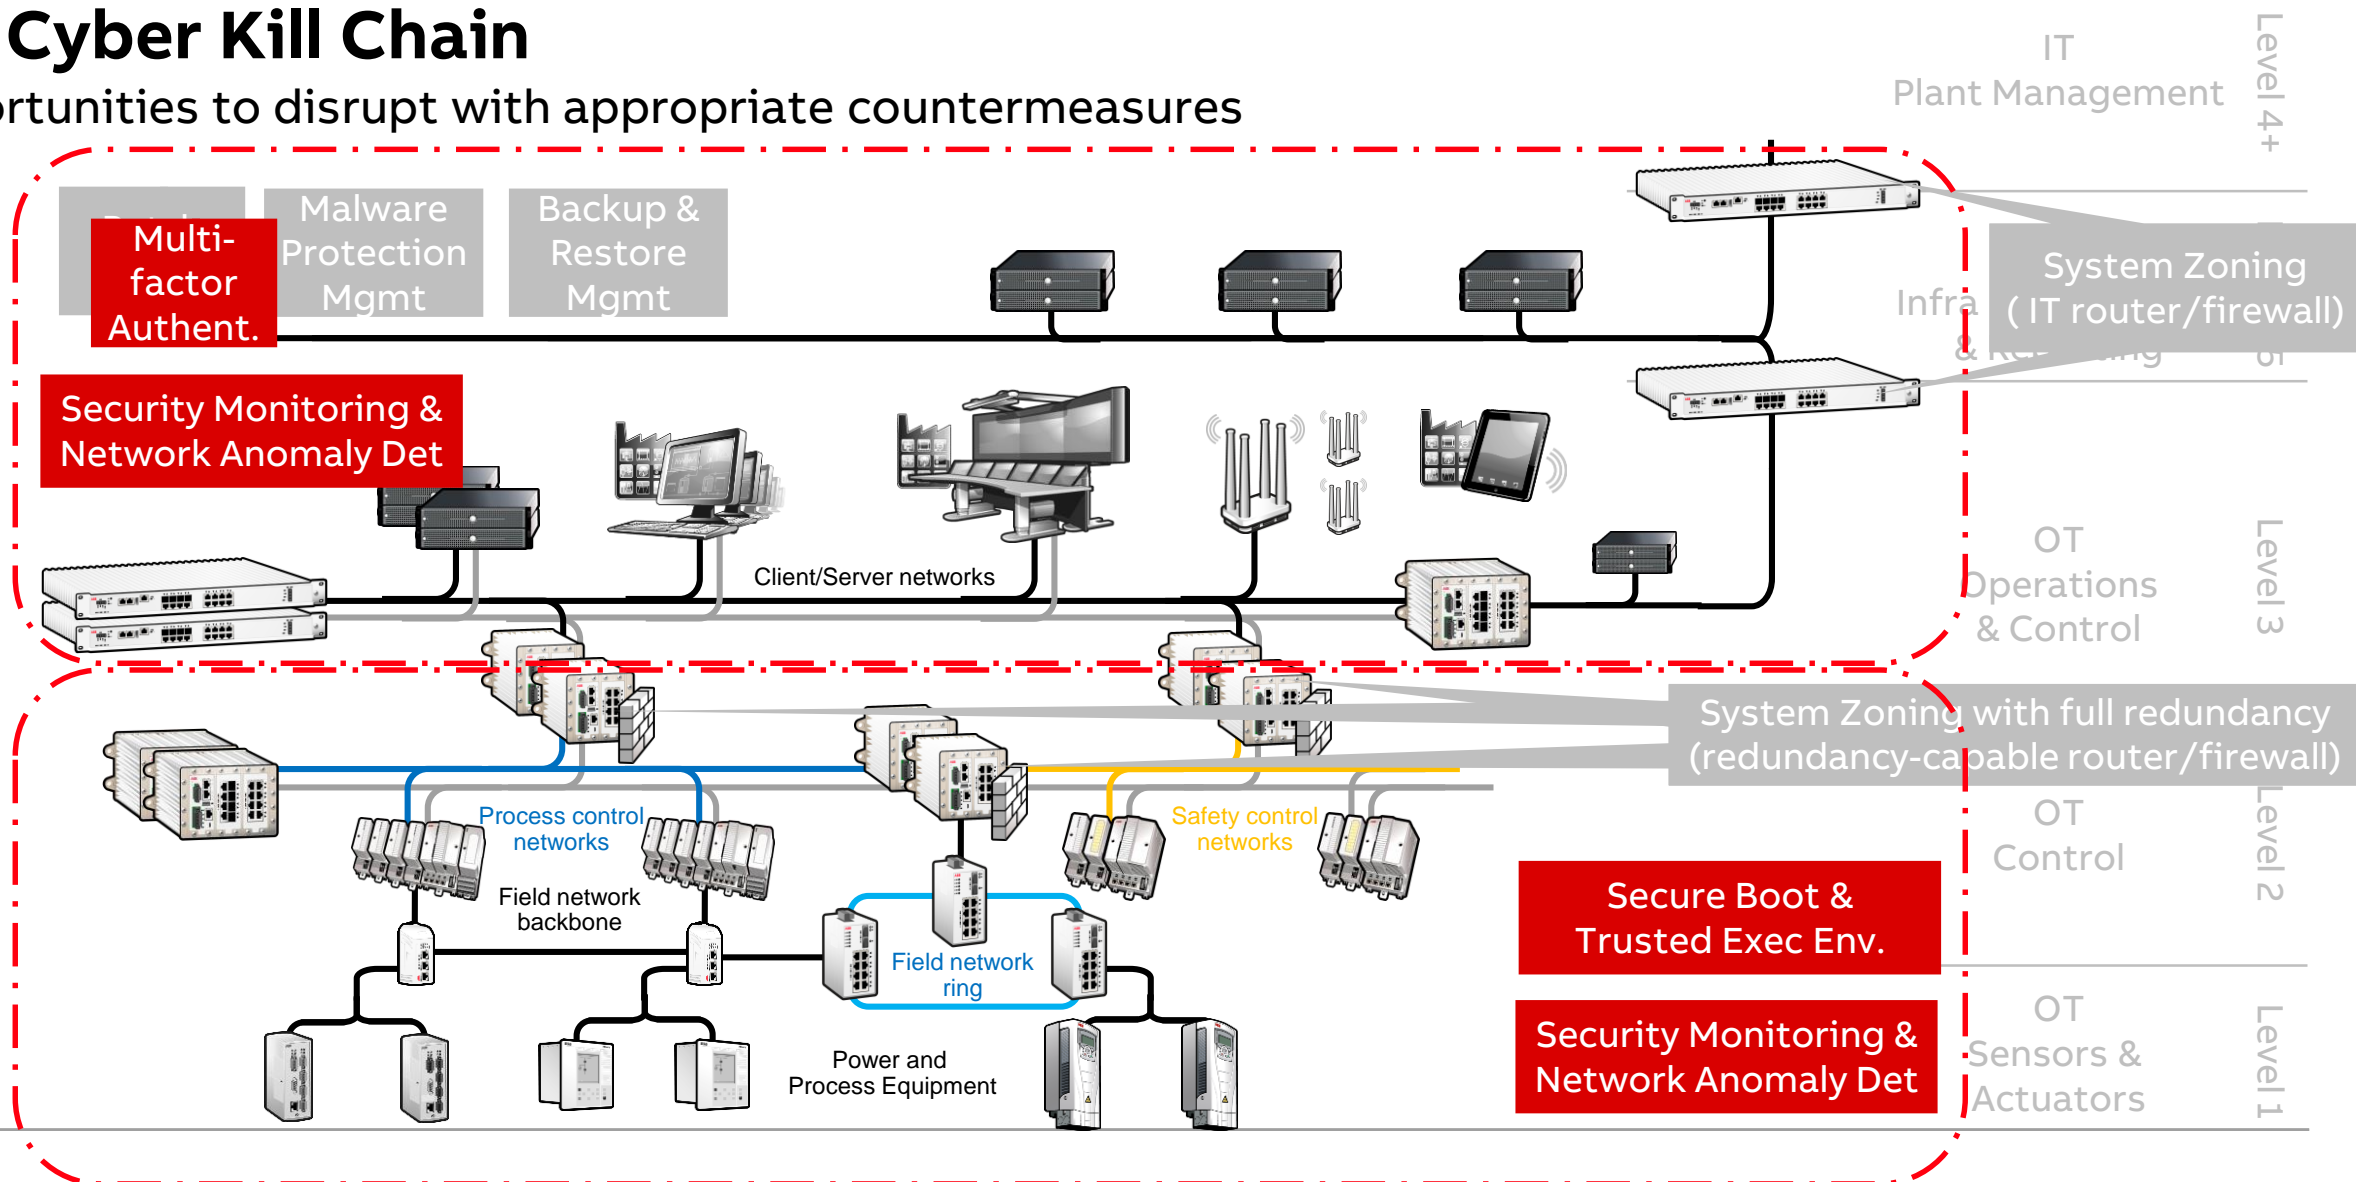 Cyber Kill Chain
ortunities to disrupt with appropriate countermeasures
IT
Plant Management
Level 4+
Multi-
factor
Authent.
Malware
Protection
Mgmt
Backup &
Restore
Mgmt
System Zoning
( IT router/firewall)
Infra
&
Security Monitoring &
Network Anomaly Det
Client/Server networks
OT
Operations
& Control
Level 3
System Zoning with full redundancy
(redundancy-capable router/firewall)
Process control
networks
Safety control
networks
OT
Control
Level 2
Field network
backbone
Field network
ring
Secure Boot &
Trusted Exec Env.
Power and
Process Equipment
Security Monitoring &
Network Anomaly Det
OT
Sensors &
Actuators
Level 1